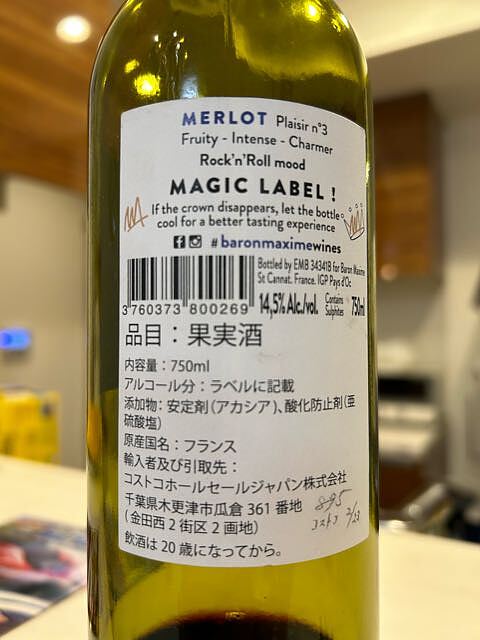 MERLOT Plaisir n°3
Fruity - Intense - Charmer
Rock'n'Roll mood
MAGIC LABEL !
If the crown disappears, let the bottle
cool for a better tasting experience
#baronmaximewines
Bottled by EMB 34341B for Baron Maxime
St Cannat. France. IGP Pays d'Oc
3760373 800269
14,5% Alc./vol.
Contains
Sulphites
750ml
品目：果実酒
内容量：750ml
アルコール分：ラベルに記載
添加物：安定剤（アカシア）、酸化防止剤（亜
硫酸塩）
原産国名：フランス
輸入者及び引取先：
コストコホールセールジャパン株式会社
千葉県木更津市瓜倉 361 番地
（金田西 2 街区 2 画地）
飲酒は 20 歳になってから。
895
コストコ 2/23